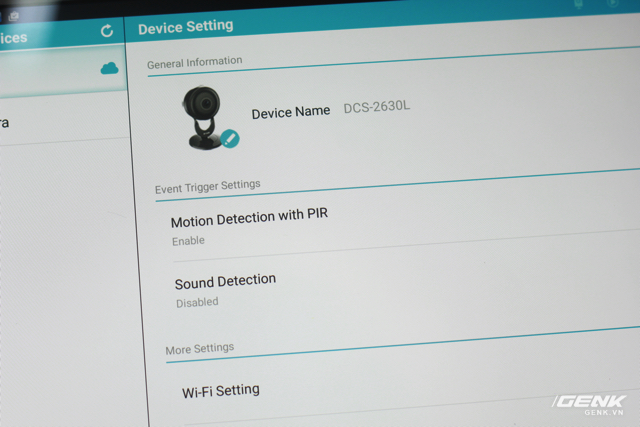 ices
Device Setting
General Information
ra
Device Name DCS-2630L
Event Trigger Settings
Motion Detection with PIR
Enable
Sound Detection
Disabled
More Settings
Wi-Fi Setting
GENK
GENK.VN